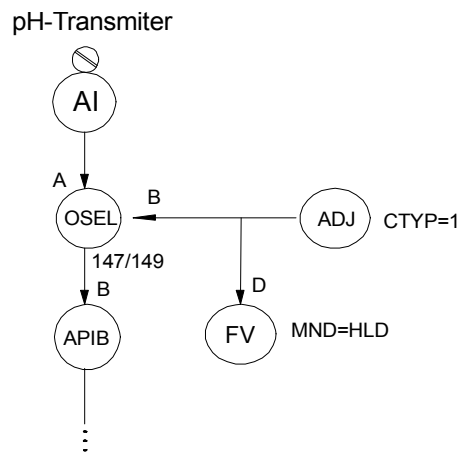 pH-Transmiter
AI
A
B
OSEL
ADJ
CTYP=1
147/149
B
D
APIB
FV
MND=HLD